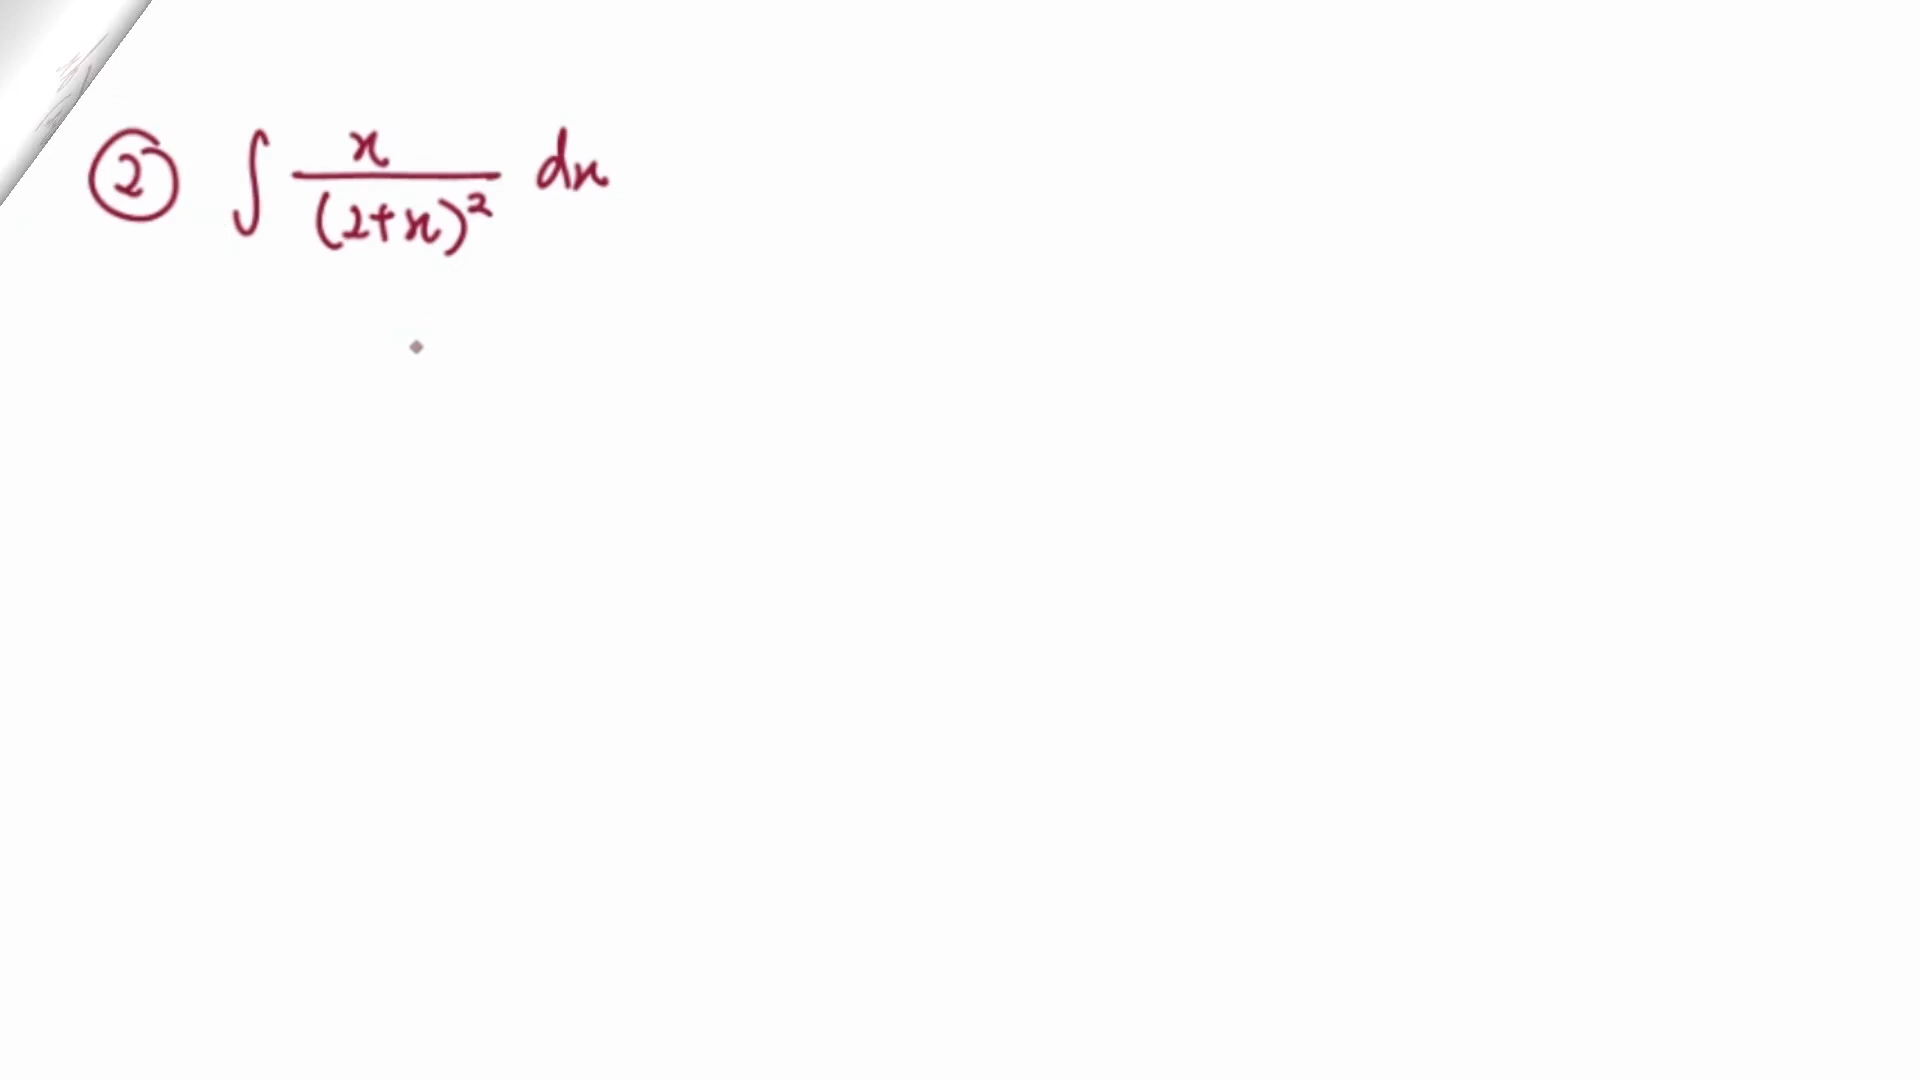 ② ∫ x/(2+x)² dx